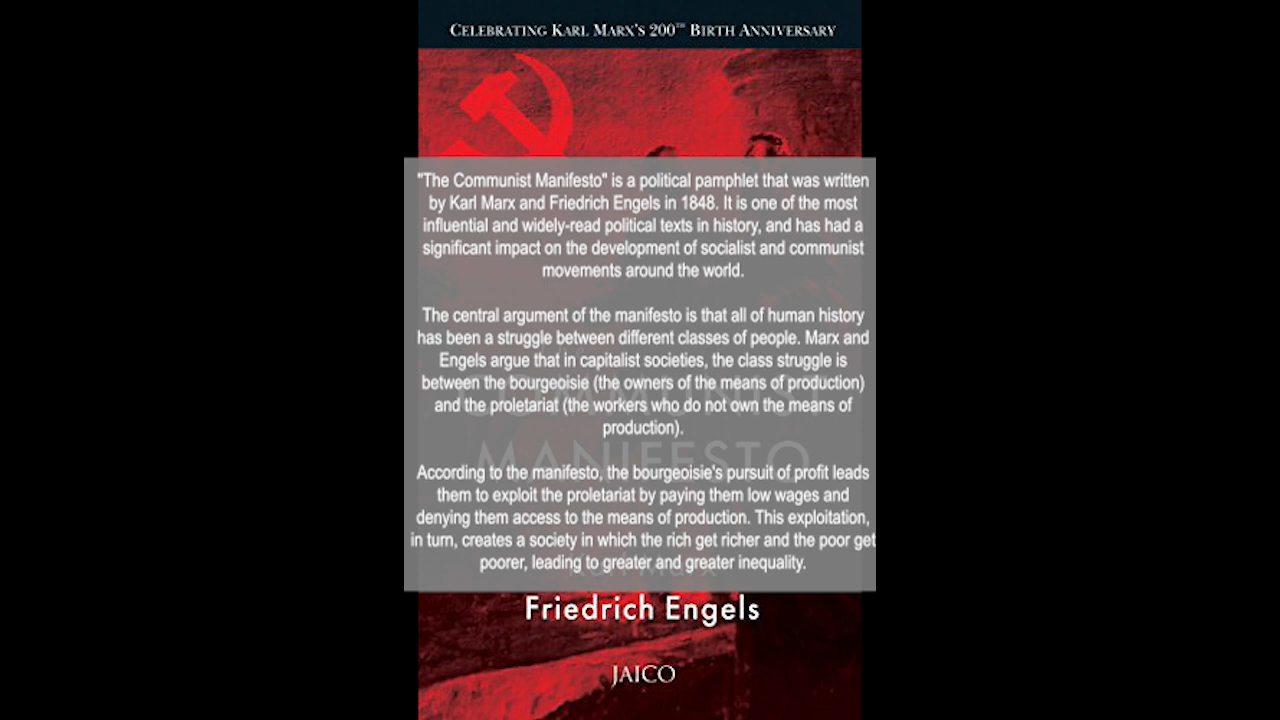 CELEBRATING KARL MARX'S 200TH BIRTH ANNIVERSARY
"The Communist Manifesto" is a political pamphlet that was written
by Karl Marx and Friedrich Engels in 1848. It is one of the most
influential and widely-read political texts in history, and has had a
significant impact on the development of socialist and communist
movements around the world.
The central argument of the manifesto is that all of human history
has been a struggle between different classes of people. Marx and
Engels argue that in capitalist societies, the class struggle is
between the bourgeoisie (the owners of the means of production)
and the proletariat (the workers who do not own the means of
production).
COMMUNIST
MANIFESTO
According to the manifesto, the bourgeoisie's pursuit of profit leads
them to exploit the proletariat by paying them low wages and
denying them access to the means of production. This exploitation,
in turn, creates a society in which the rich get richer and the poor get
poorer, leading to greater and greater inequality.
Karl Marx
Friedrich Engels
JAICO